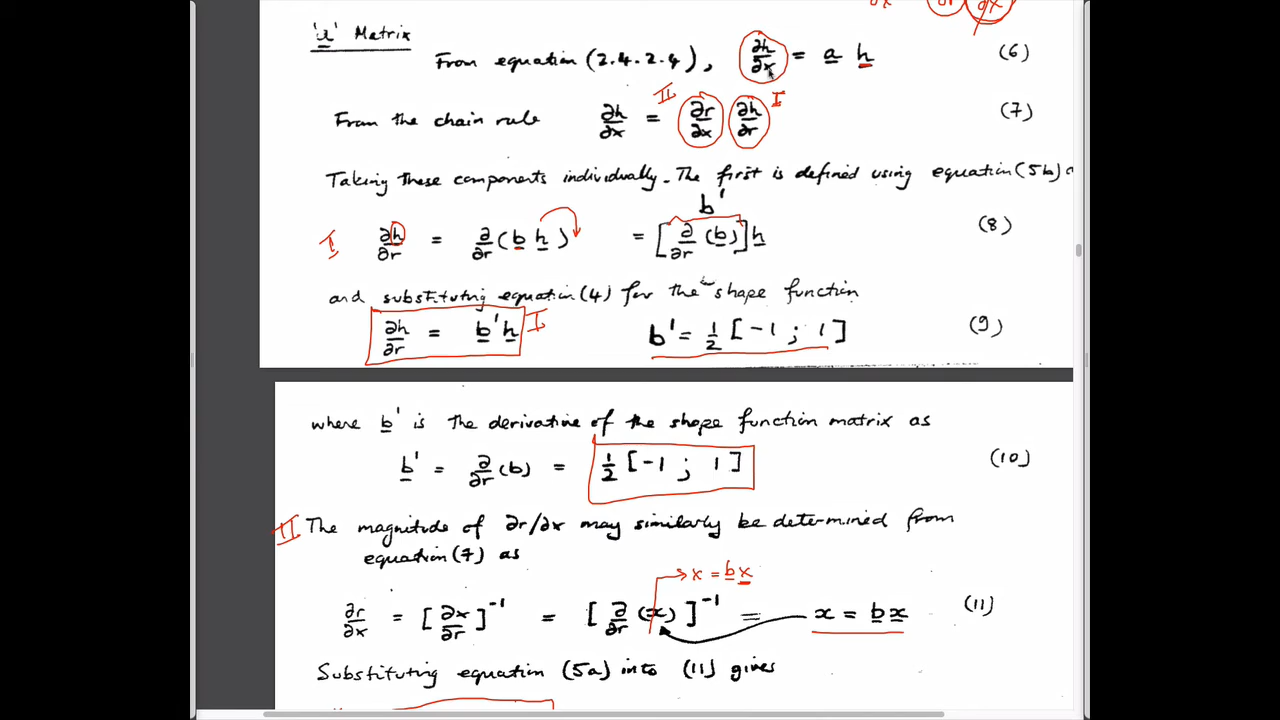 'a' Matrix
From equation (2.4.2.4), ∂h/∂x = a h (6)
II I
From the chain rule ∂h/∂x = ∂r/∂x ∂h/∂r (7)
Taking these components individually. The first is defined using equation (5b)
b'
I ∂h/∂r = ∂/∂r (b h) = [∂/∂r (b)] h (8)
and substituting equation (4) for the shape function
∂h/∂r = b'h I b' = ½ [-1 ; 1] (9)
where b' is the derivative of the shape function matrix as
b' = ∂/∂r (b) = ½ [-1 ; 1] (10)
II The magnitude of ∂r/∂x may similarly be determined from
equation (7) as
x = bx
∂r/∂x = [∂x/∂r]⁻¹ = [∂/∂r (x)]⁻¹ = x = bx (11)
Substituting equation (5a) into (11) gives